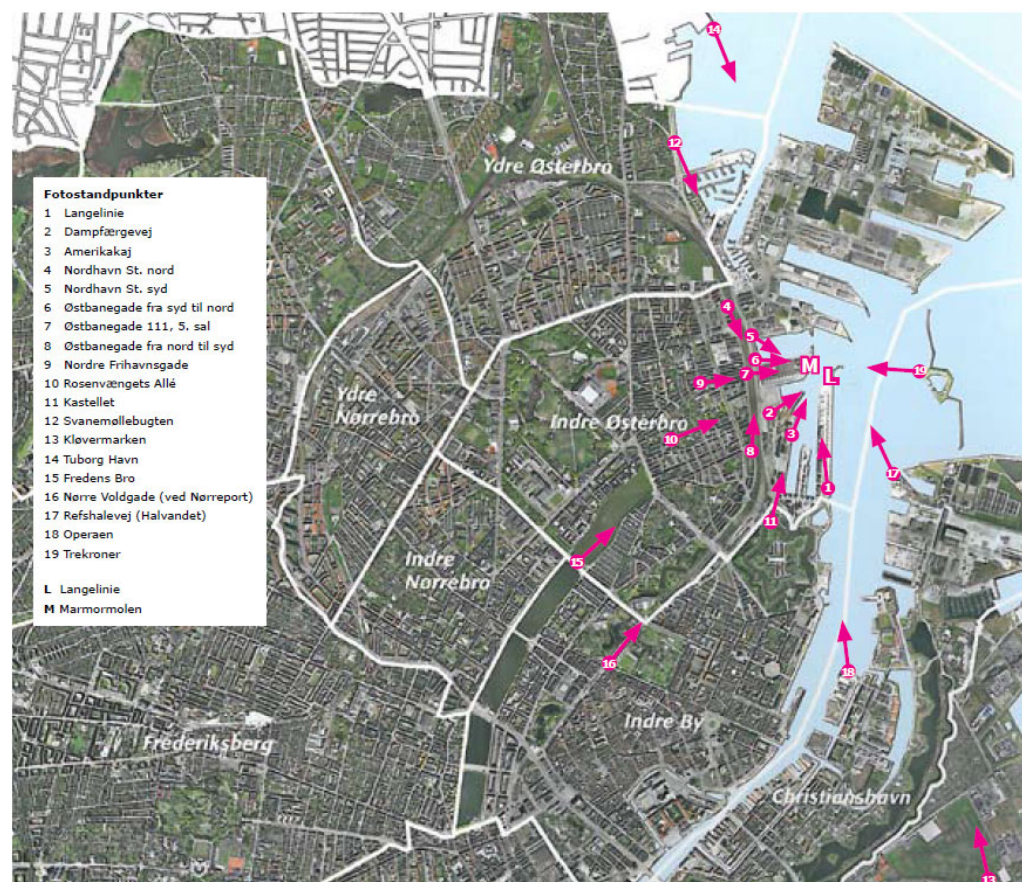 14
12
Ydre Østerbro
Fotostandpunkter
1 Langelinie
2 Dampfærgevej
3 Amerikakaj
4 Nordhavn St. nord
5 Nordhavn St. syd
6 Østbanegade fra syd til nord
7 Østbanegade 111, 5. sal
8 Østbanegade fra nord til syd
9 Nordre Frihavnsgade
10 Rosenvængets Allé
11 Kastellet
12 Svanemøllebugten
13 Kløvermarken
14 Tuborg Havn
15 Fredens Bro
16 Nørre Voldgade (ved Nørreport)
17 Refshalevej (Halvandet)
18 Operaen
19 Trekroner
L Langelinie
M Marmormolen
4
5
6
M
7
L
19
9
Ydre
Nørrebro
Indre Østerbro
2
3
10
8
17
1
11
15
Indre
Nørrebro
16
18
Indre By
Frederiksberg
Christianshavn
13